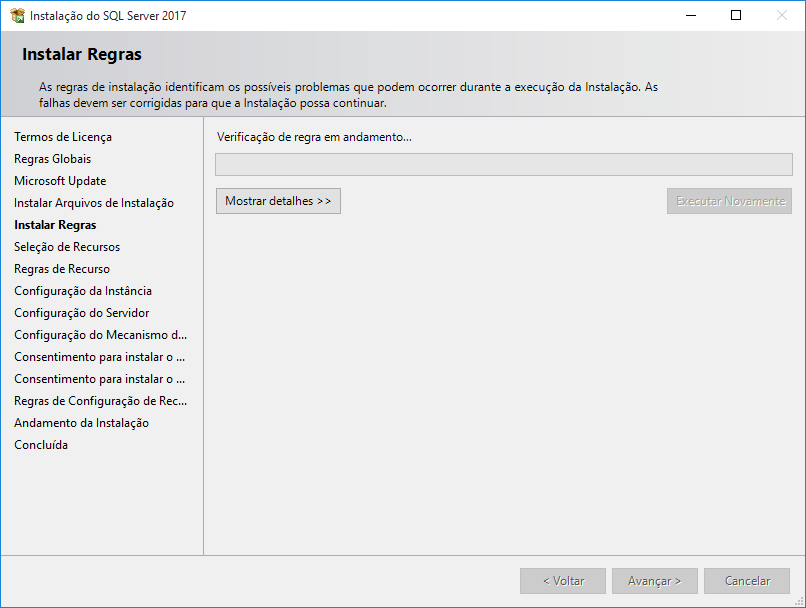 Instalação do SQL Server 2017
Instalar Regras
As regras de instalação identificam os possíveis problemas que podem ocorrer durante a execução da Instalação. As
falhas devem ser corrigidas para que a Instalação possa continuar.
Termos de Licença
Regras Globais
Microsoft Update
Instalar Arquivos de Instalação
Instalar Regras
Seleção de Recursos
Regras de Recurso
Configuração da Instância
Configuração do Servidor
Configuração do Mecanismo d...
Consentimento para instalar o ...
Consentimento para instalar o ...
Regras de Configuração de Rec...
Andamento da Instalação
Concluída
Verificação de regra em andamento...
Mostrar detalhes >>
Executar Novamente
< Voltar
Avançar >
Cancelar